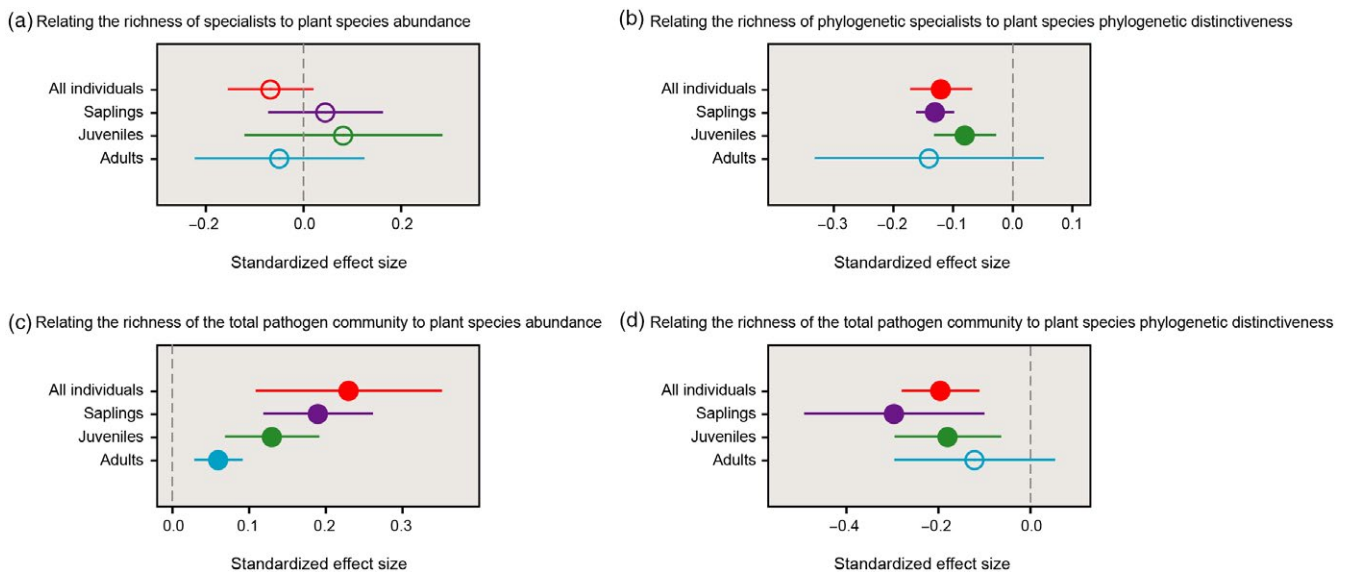 (a) Relating the richness of specialists to plant species abundance
All individuals
Saplings
Juveniles
Adults
−0.2 0.0 0.2
Standardized effect size
(b) Relating the richness of phylogenetic specialists to plant species phylogenetic distinctiveness
All individuals
Saplings
Juveniles
Adults
−0.3 −0.2 −0.1 0.0 0.1
Standardized effect size
(c) Relating the richness of the total pathogen community to plant species abundance
All individuals
Saplings
Juveniles
Adults
0.0 0.1 0.2 0.3
Standardized effect size
(d) Relating the richness of the total pathogen community to plant species phylogenetic distinctiveness
All individuals
Saplings
Juveniles
Adults
−0.4 −0.2 0.0
Standardized effect size